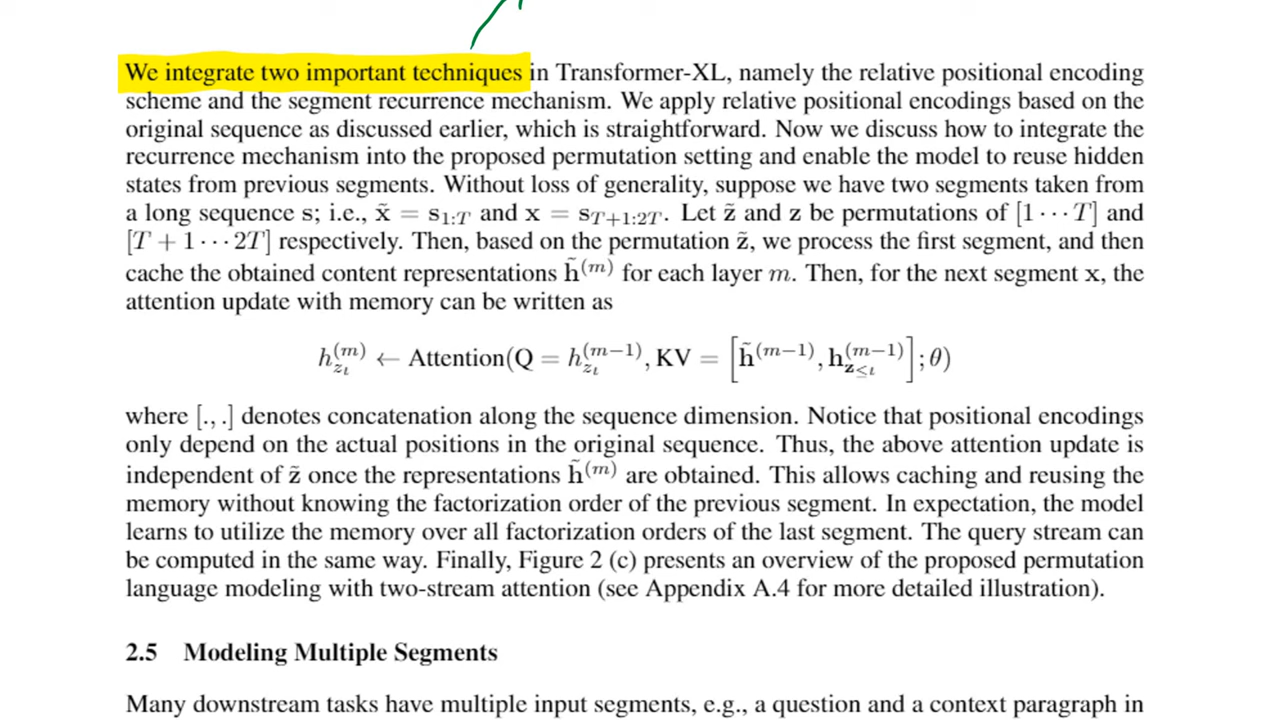 We integrate two important techniques in Transformer-XL, namely the relative positional encoding
scheme and the segment recurrence mechanism. We apply relative positional encodings based on the
original sequence as discussed earlier, which is straightforward. Now we discuss how to integrate the
recurrence mechanism into the proposed permutation setting and enable the model to reuse hidden
states from previous segments. Without loss of generality, suppose we have two segments taken from
a long sequence s; i.e., x̃ = s_{1:T} and x = s_{T+1:2T}. Let z̃ and z be permutations of [1 ⋯ T] and
[T + 1 ⋯ 2T] respectively. Then, based on the permutation z̃, we process the first segment, and then
cache the obtained content representations h̃^{(m)} for each layer m. Then, for the next segment x, the
attention update with memory can be written as
h_{z_t}^{(m)} ← Attention(Q = h_{z_t}^{(m−1)}, KV = [h̃^{(m−1)}, h_{z_{≤t}}^{(m−1)}]; θ)
where [., .] denotes concatenation along the sequence dimension. Notice that positional encodings
only depend on the actual positions in the original sequence. Thus, the above attention update is
independent of z̃ once the representations h̃^{(m)} are obtained. This allows caching and reusing the
memory without knowing the factorization order of the previous segment. In expectation, the model
learns to utilize the memory over all factorization orders of the last segment. The query stream can
be computed in the same way. Finally, Figure 2 (c) presents an overview of the proposed permutation
language modeling with two-stream attention (see Appendix A.4 for more detailed illustration).
2.5 Modeling Multiple Segments
Many downstream tasks have multiple input segments, e.g., a question and a context paragraph in